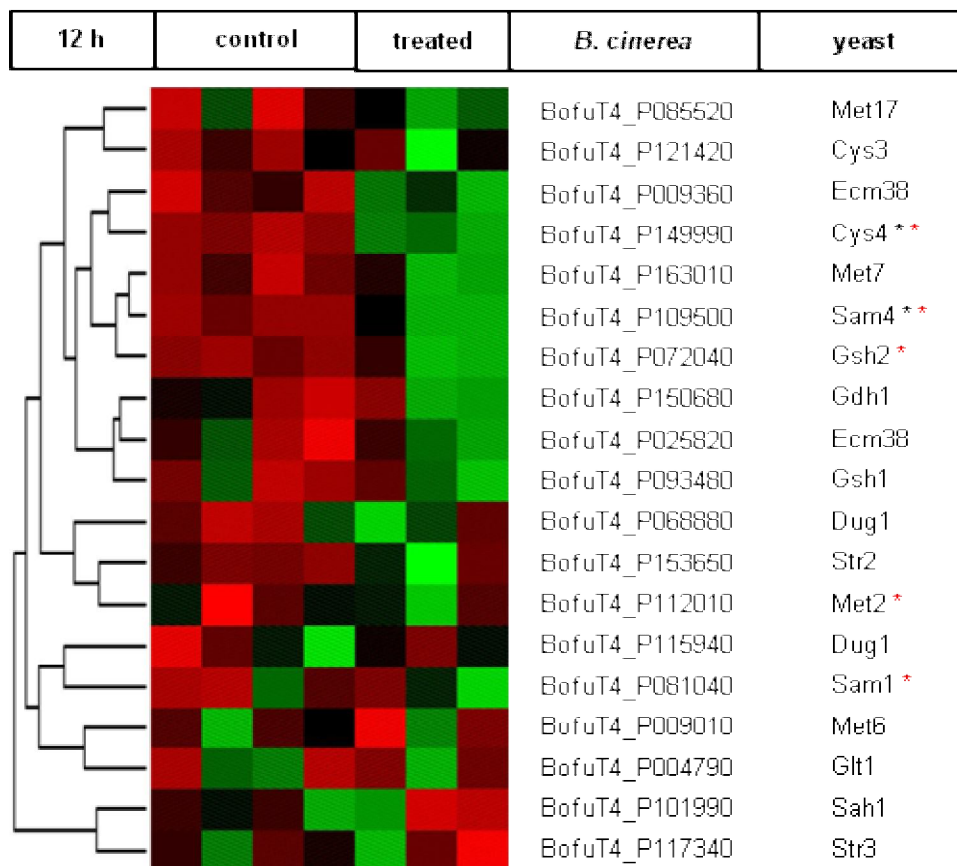 12 h control treated B. cinerea yeast
BofuT4_P085520 Met17
BofuT4_P121420 Cys3
BofuT4_P009360 Ecm38
BofuT4_P149990 Cys4 * *
BofuT4_P163010 Met7
BofuT4_P109500 Sam4 * *
BofuT4_P072040 Gsh2 *
BofuT4_P150680 Gdh1
BofuT4_P025820 Ecm38
BofuT4_P093480 Gsh1
BofuT4_P068880 Dug1
BofuT4_P153650 Str2
BofuT4_P112010 Met2 *
BofuT4_P115940 Dug1
BofuT4_P081040 Sam1 *
BofuT4_P009010 Met6
BofuT4_P004790 Glt1
BofuT4_P101990 Sah1
BofuT4_P117340 Str3